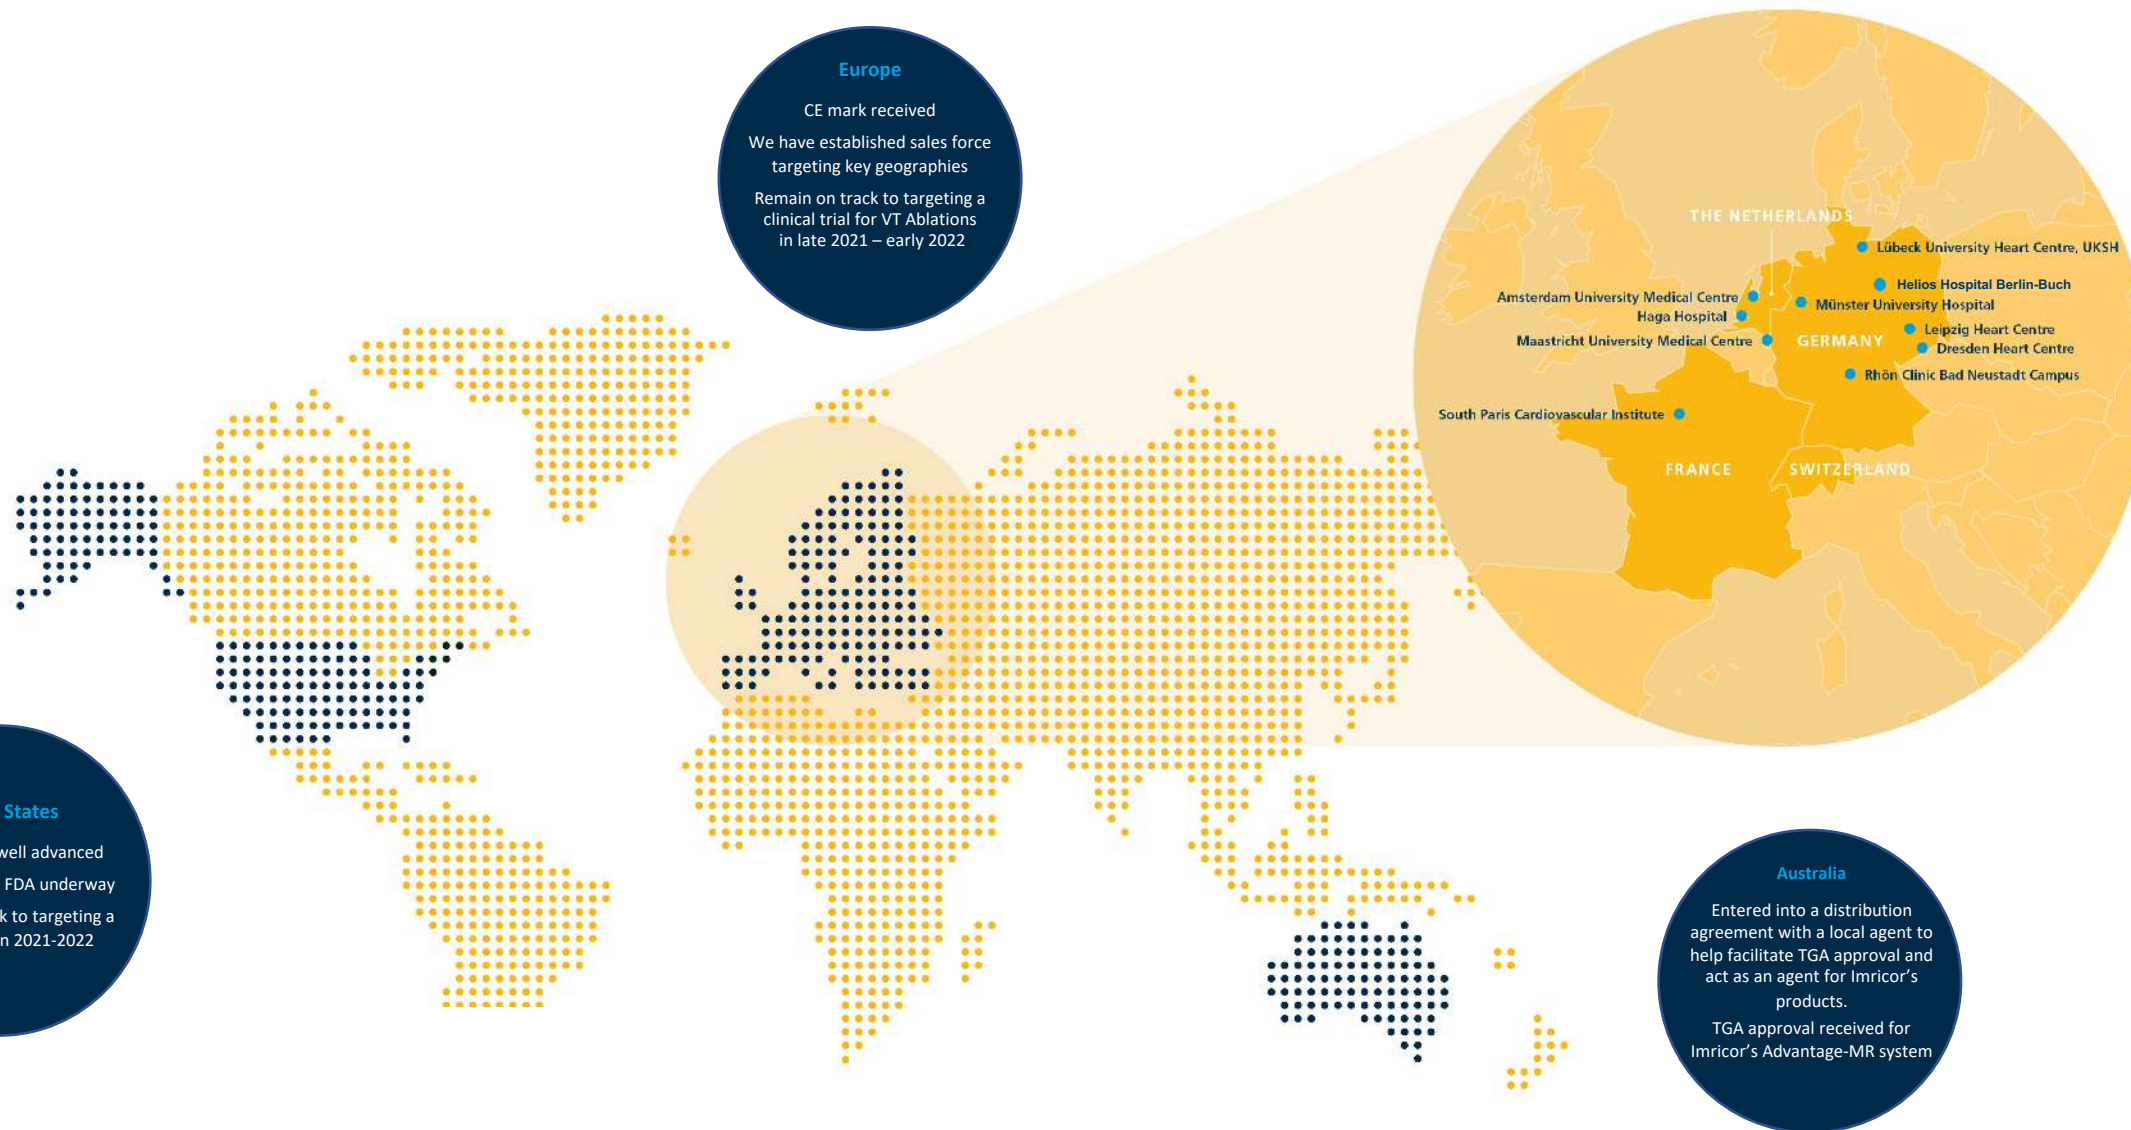 Europe
CE mark received
We have established sales force
targeting key geographies
Remain on track to targeting a
clinical trial for VT Ablations
in late 2021 – early 2022
THE NETHERLANDS
Lübeck University Heart Centre, UKSH
Helios Hospital Berlin-Buch
Amsterdam University Medical Centre
Münster University Hospital
Haga Hospital
Leipzig Heart Centre
Maastricht University Medical Centre
GERMANY
Dresden Heart Centre
Rhön Clinic Bad Neustadt Campus
South Paris Cardiovascular Institute
FRANCE
SWITZERLAND
States
well advanced
FDA underway
to targeting a
2021-2022
Australia
Entered into a distribution
agreement with a local agent to
help facilitate TGA approval and
act as an agent for Imricor’s
products.
TGA approval received for
Imricor’s Advantage-MR system